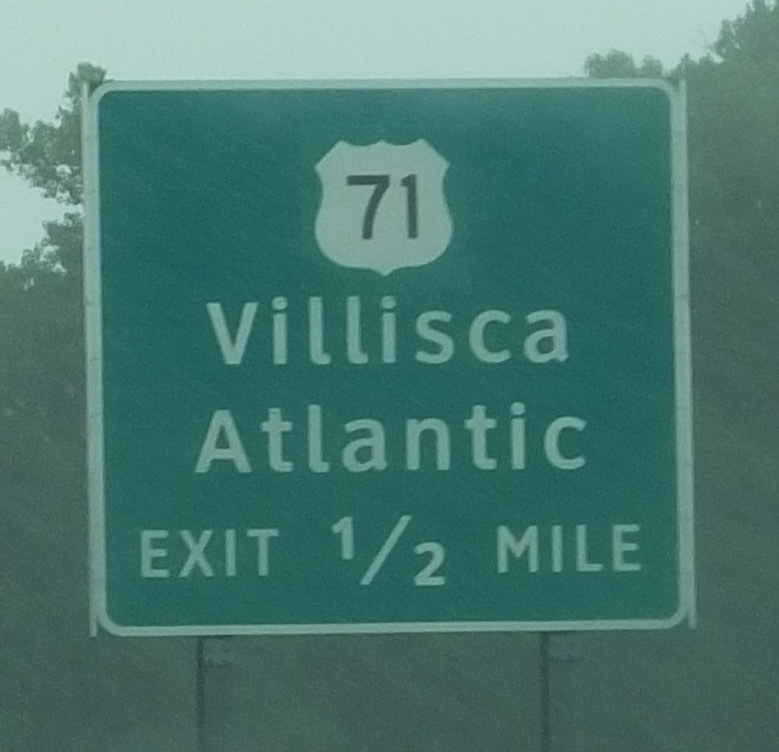 71
Villisca
Atlantic
EXIT 1/2 MILE